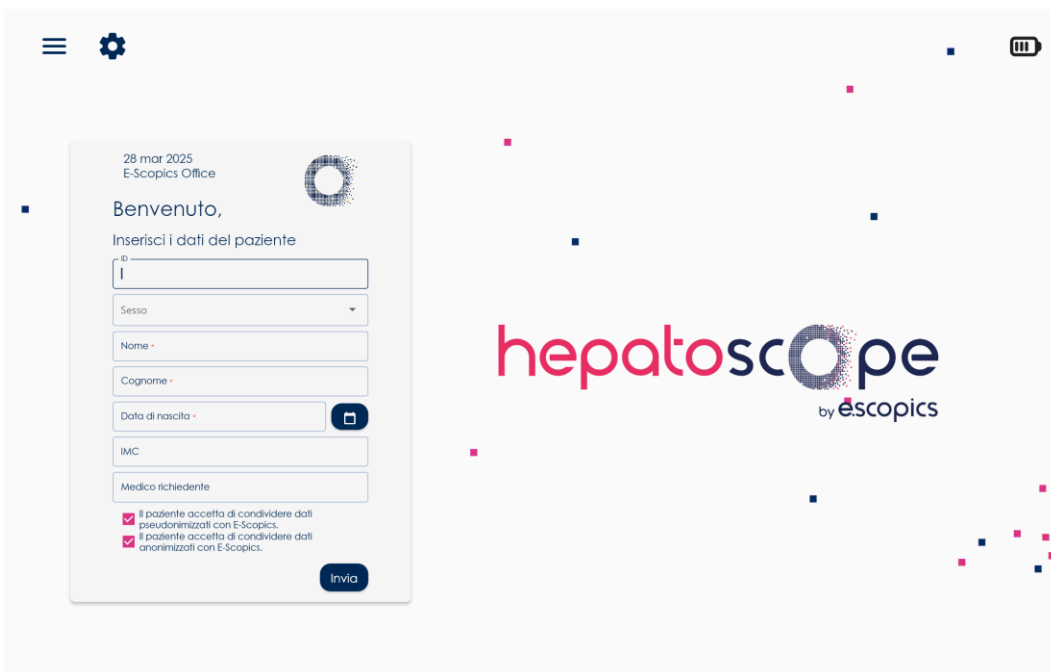 28 mar 2025
E-Scopics Office
Benvenuto,
Inserisci i dati del paziente
ID
Sesso
Nome *
Cognome *
Data di nascita *
IMC
Medico richiedente
Il paziente accetta di condividere dati
pseudonimizzati con E-Scopics.
Il paziente accetta di condividere dati
anonimizzati con E-Scopics.
Invia
hepatoscope
by e.scopics